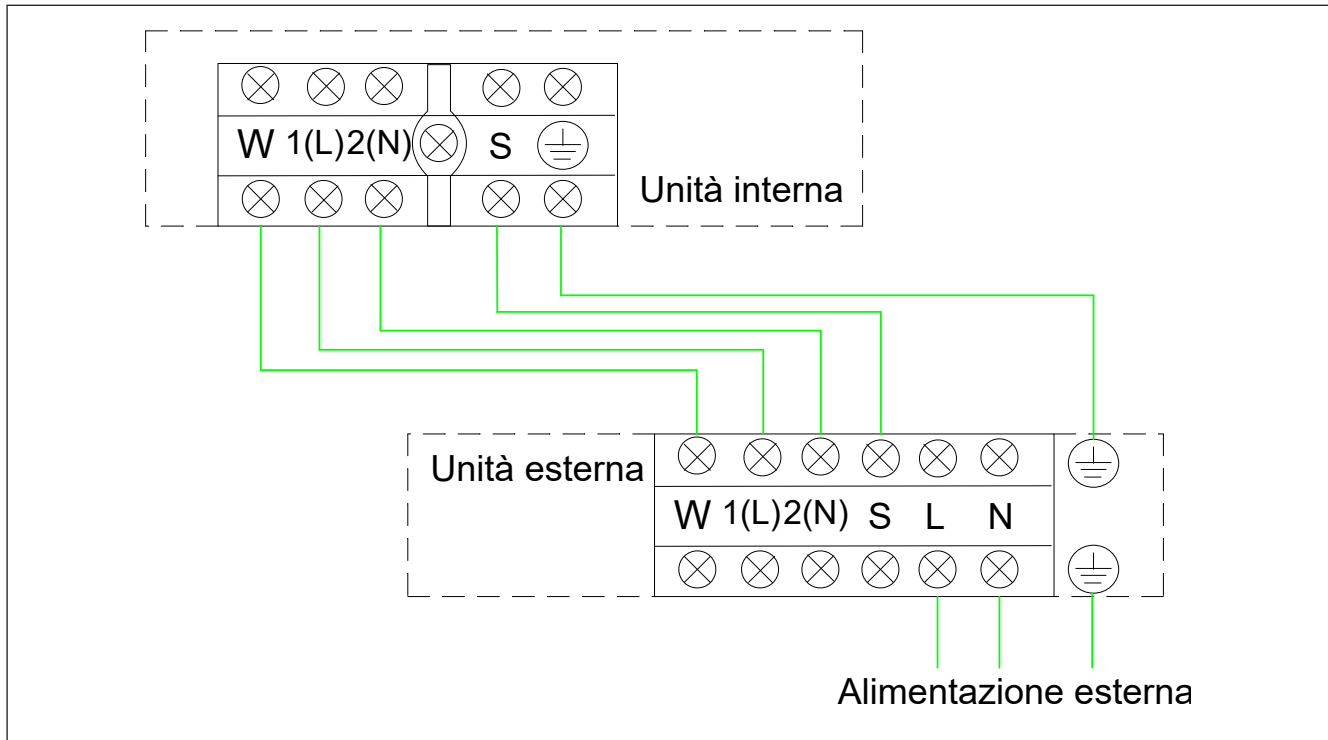 W 1(L) 2(N) S
Unità interna
Unità esterna
W 1(L) 2(N) S L N
Alimentazione esterna